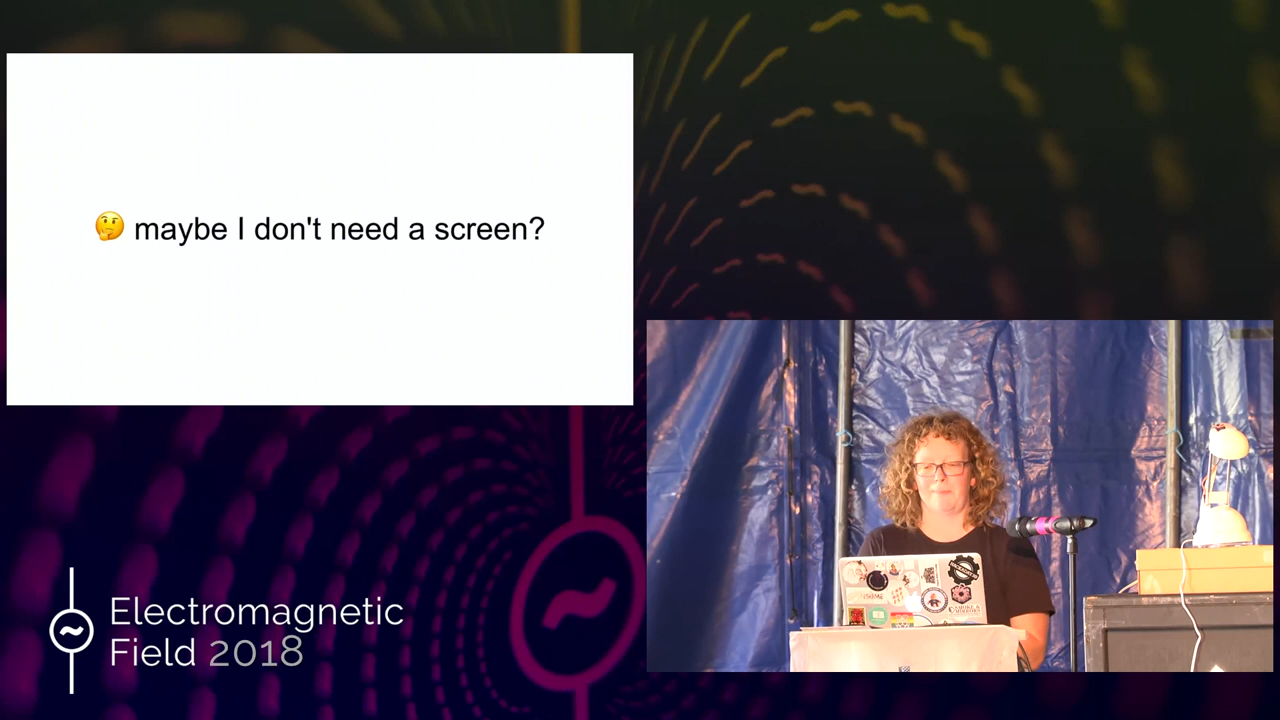 🤔 maybe I don't need a screen?
Electromagnetic
Field 2018